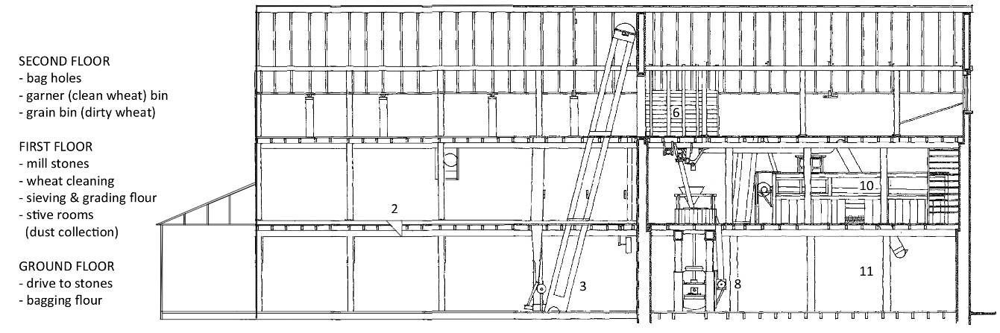 SECOND FLOOR
- bag holes
- garner (clean wheat) bin
- grain bin (dirty wheat)
FIRST FLOOR
- mill stones
- wheat cleaning
- sieving & grading flour
- stive rooms
(dust collection)
GROUND FLOOR
- drive to stones
- bagging flour
6
10
2
11
3
8